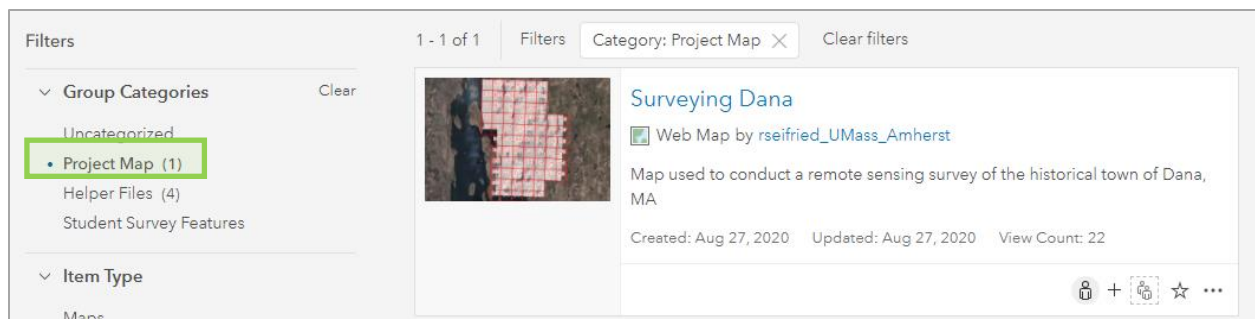 Filters
Group Categories Clear
Uncategorized
Project Map (1)
Helper Files (4)
Student Survey Features
Item Type
Maps
1 - 1 of 1 Filters Category: Project Map Clear filters
Surveying Dana
Web Map by rseifried_UMass_Amherst
Map used to conduct a remote sensing survey of the historical town of Dana,
MA
Created: Aug 27, 2020 Updated: Aug 27, 2020 View Count: 22